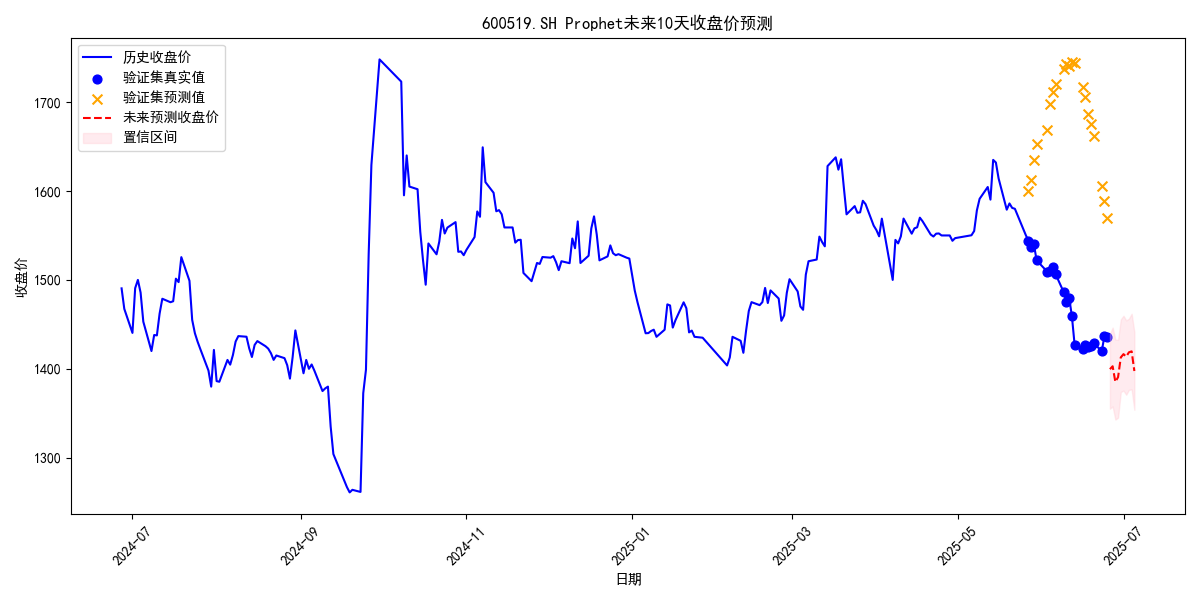 600519.SH Prophet未来10天收盘价预测
历史收盘价
验证集真实值
验证集预测值
未来预测收盘价
置信区间
收盘价
1700
1600
1500
1400
1300
2024-07
2024-09
2024-11
2025-01
2025-03
2025-05
2025-07
日期